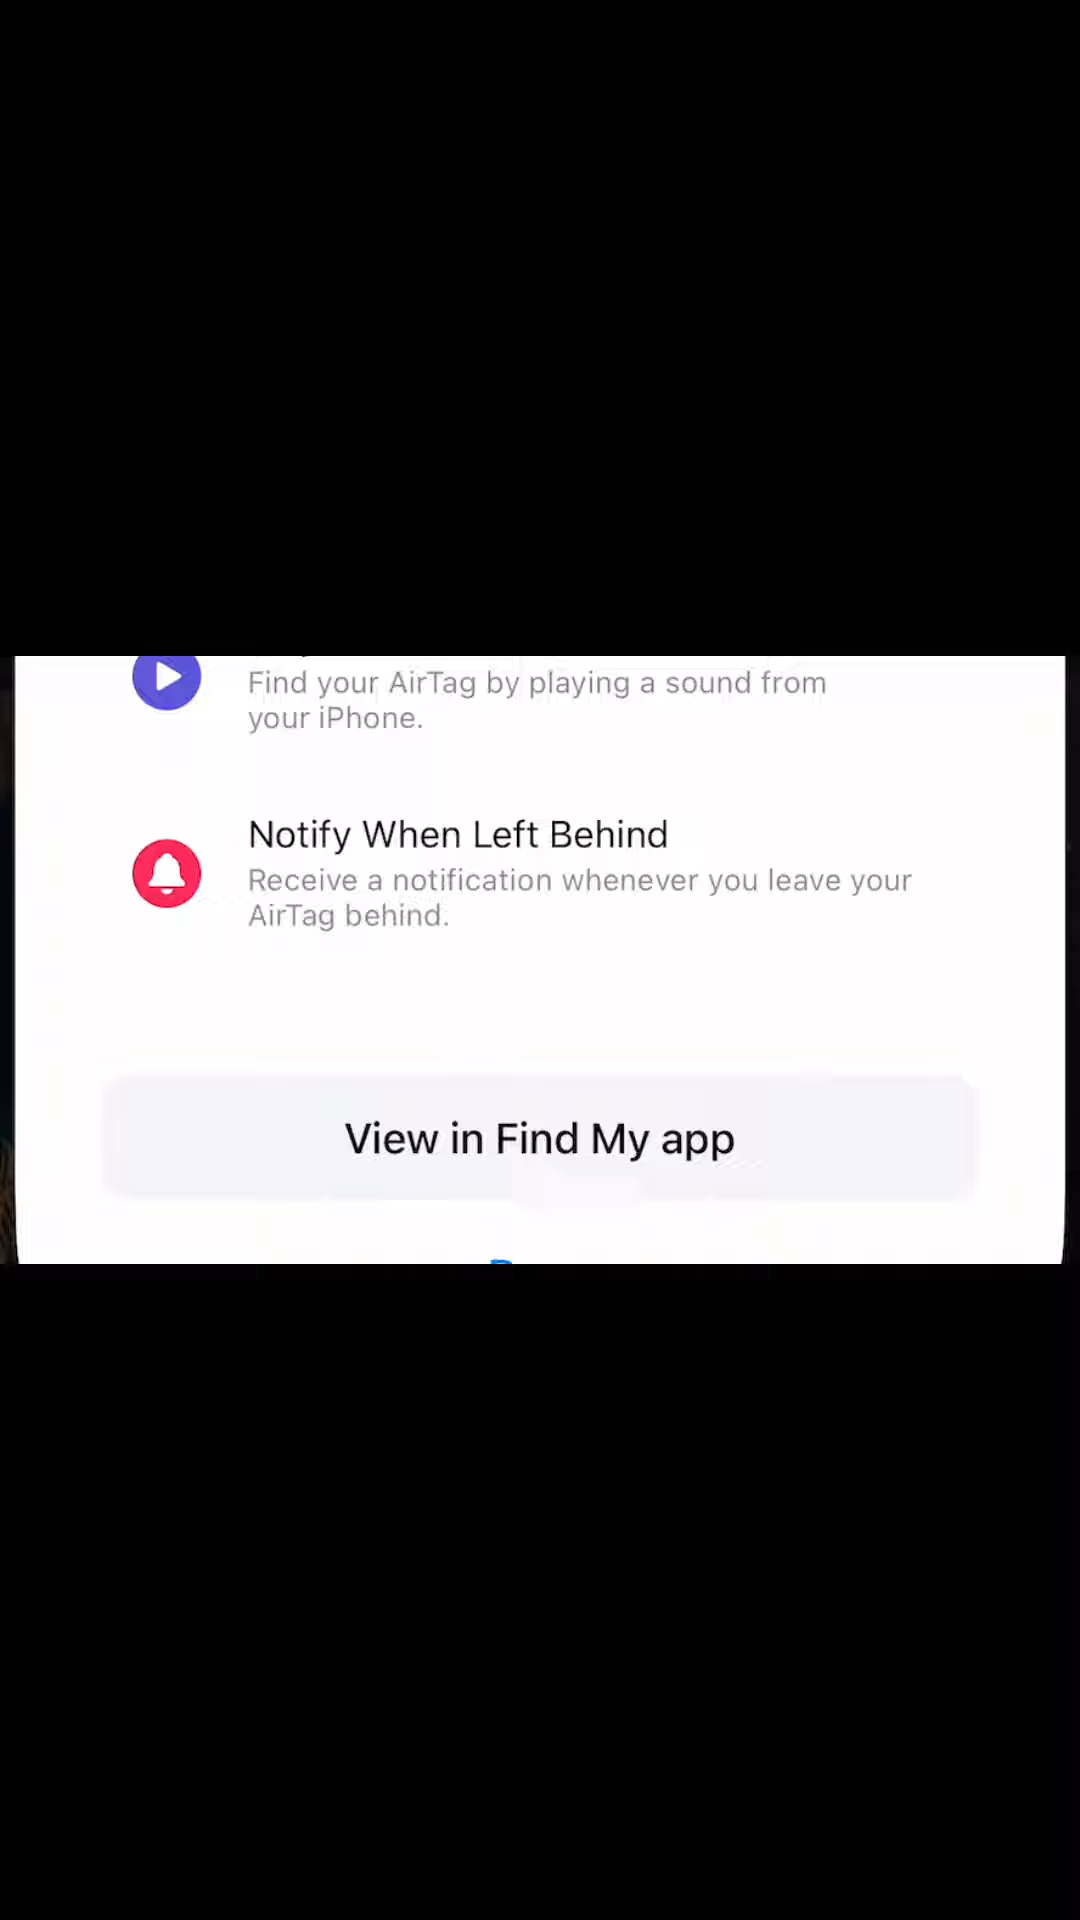 Find your AirTag by playing a sound from
your iPhone.
Notify When Left Behind
Receive a notification whenever you leave your
AirTag behind.
View in Find My app